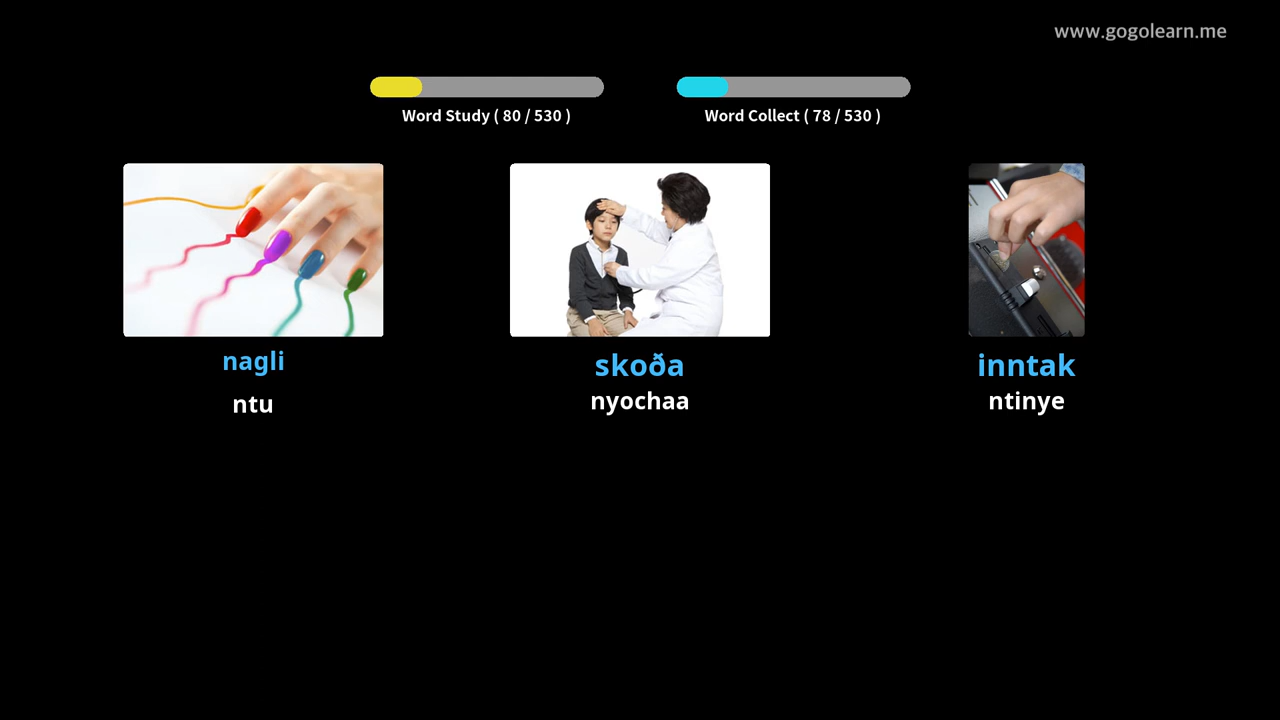 www.gogolearn.me
Word Study ( 80 / 530 )
Word Collect ( 78 / 530 )
nagli
ntu
skoða
nyochaa
inntak
ntinye